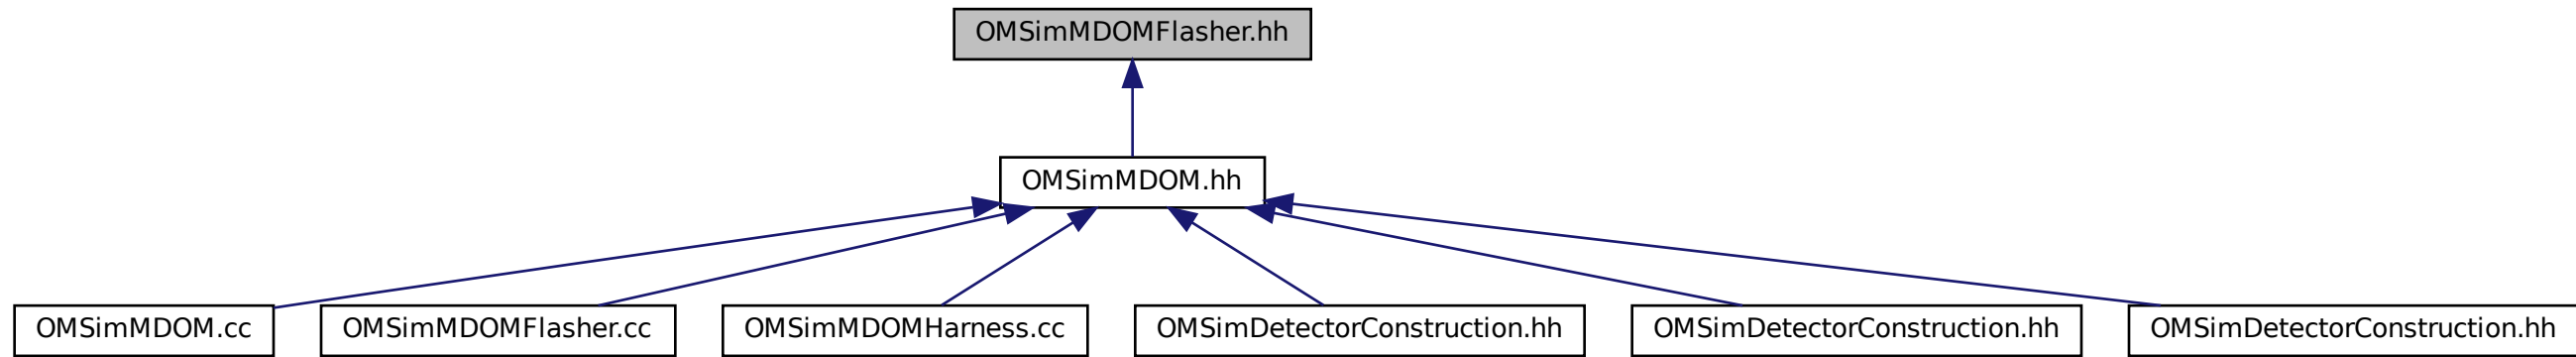 OMSimMDOMFlasher.hh
OMSimMDOM.hh
OMSimMDOM.cc
OMSimMDOMFlasher.cc
OMSimMDOMHarness.cc
OMSimDetectorConstruction.hh
OMSimDetectorConstruction.hh
OMSimDetectorConstruction.hh